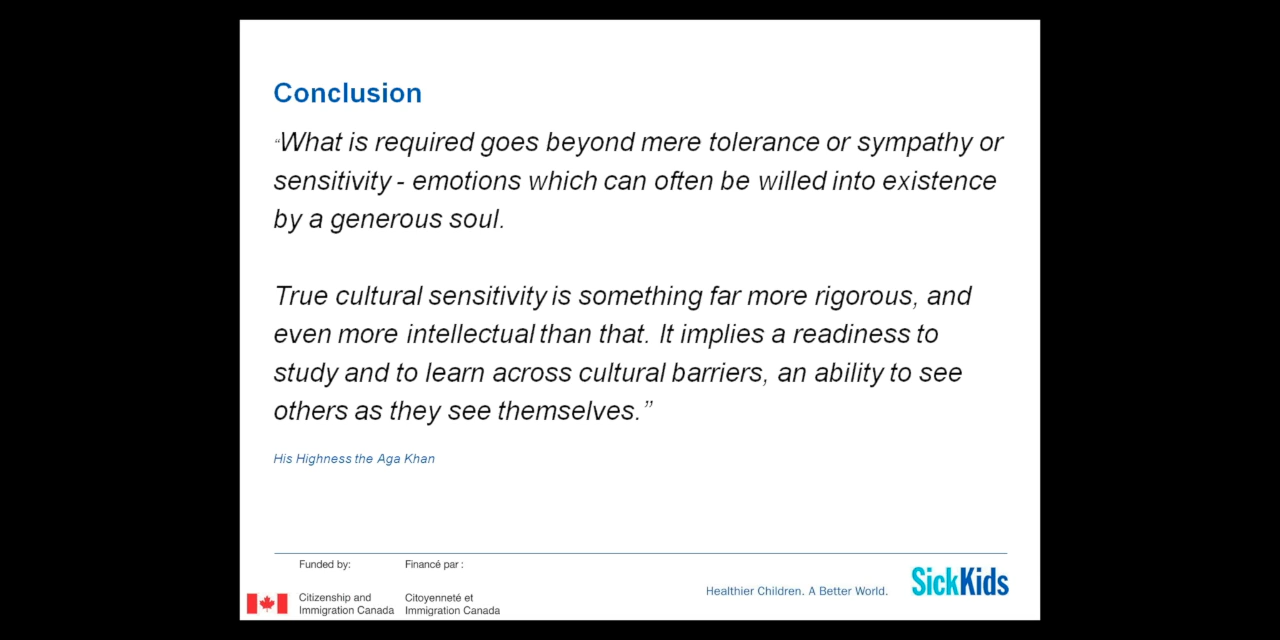 Conclusion
“What is required goes beyond mere tolerance or sympathy or
sensitivity - emotions which can often be willed into existence
by a generous soul.
True cultural sensitivity is something far more rigorous, and
even more intellectual than that. It implies a readiness to
study and to learn across cultural barriers, an ability to see
others as they see themselves.”
His Highness the Aga Khan
Funded by:
Citizenship and
Immigration Canada
Financé par :
Citoyenneté et
Immigration Canada
Healthier Children. A Better World.
SickKids